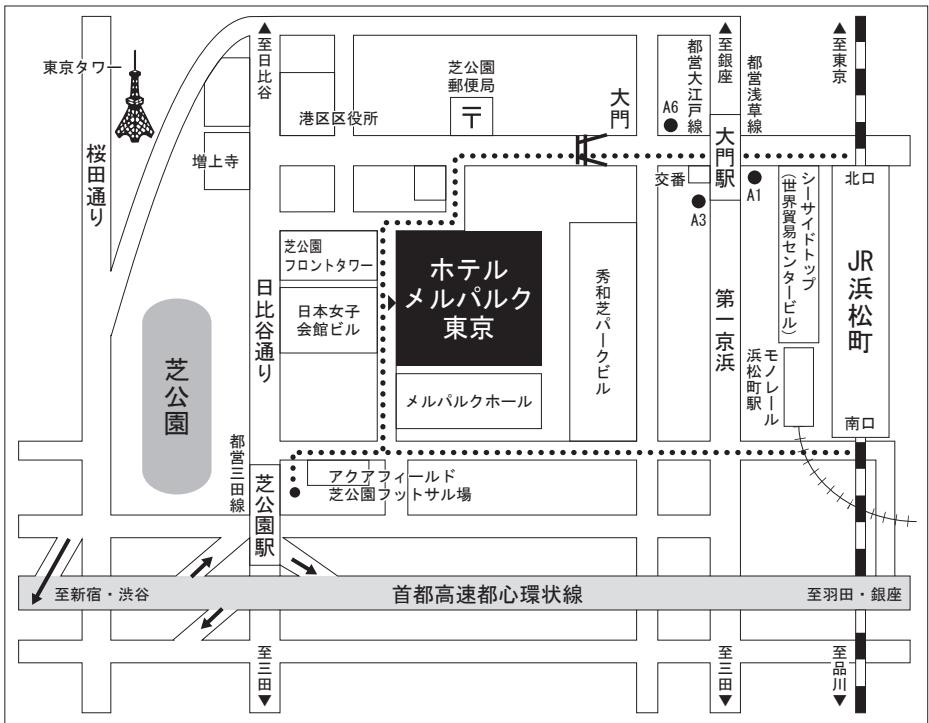 ▲至日比谷
▲至銀座
▲至東京
東京タワー
桜田通り
港区区役所
増上寺
芝公園
郵便局
〒
大門
都営大江戸線
都営浅草線
A6
大門駅
交番
A3
A1
北口
シーサイドトップ
(世界貿易センタービル)
JR浜松町
芝公園
フロントタワー
日本女子
会館ビル
日比谷通り
ホテル
メルパルク
東京
メルパルクホール
秀和芝パークビル
第一京浜
モノレール
浜松町駅
南口
芝公園
都営三田線
芝公園駅
アクアフィールド
芝公園フットサル場
至新宿・渋谷
首都高速都心環状線
至羽田・銀座
至三田▼
至三田▼
至品川▼